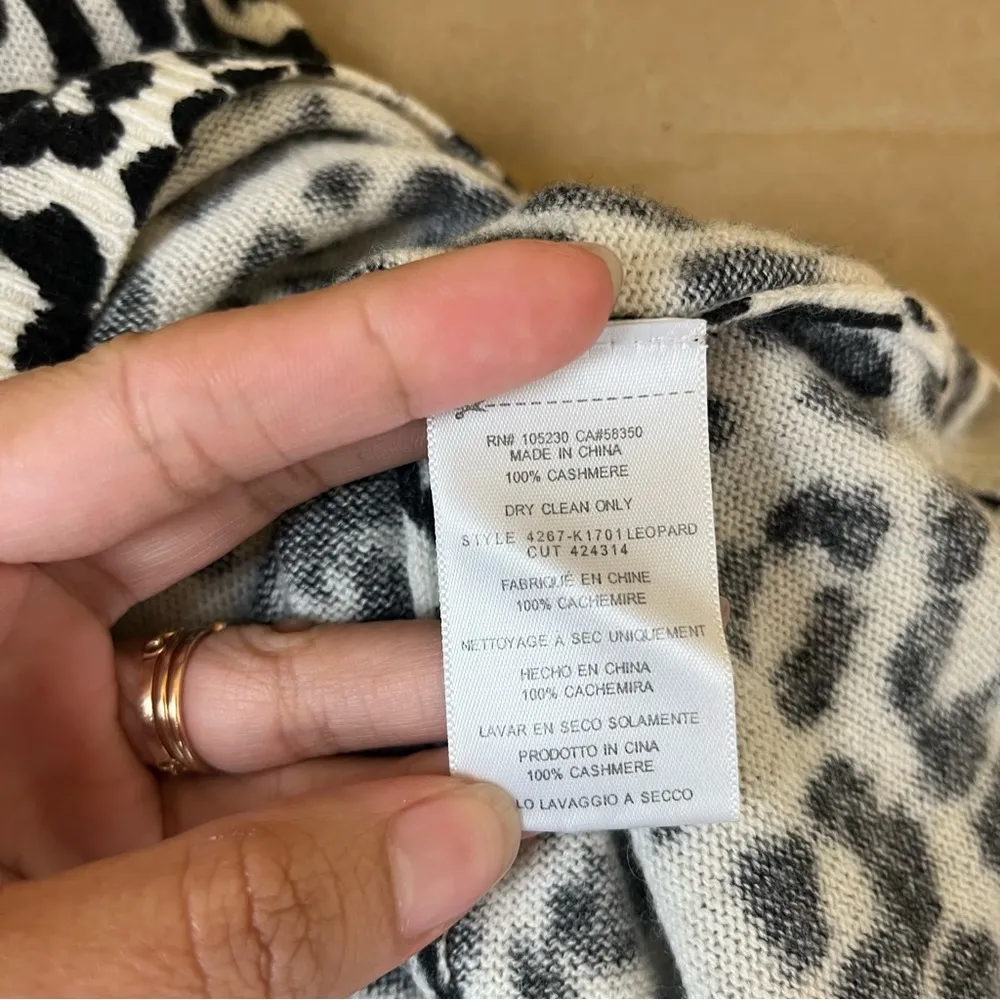 RN# 105230 CA#58350
MADE IN CHINA
100% CASHMERE
DRY CLEAN ONLY
STYLE 4267-K1701 LEOPARD
CUT 424314
FABRIQUÉ EN CHINE
100% CACHEMIRE
NETTOYAGE À SEC UNIQUEMENT
HECHO EN CHINA
100% CACHEMIRA
LAVAR EN SECO SOLAMENTE
PRODOTTO IN CINA
100% CASHMERE
LO LAVAGGIO A SECCO